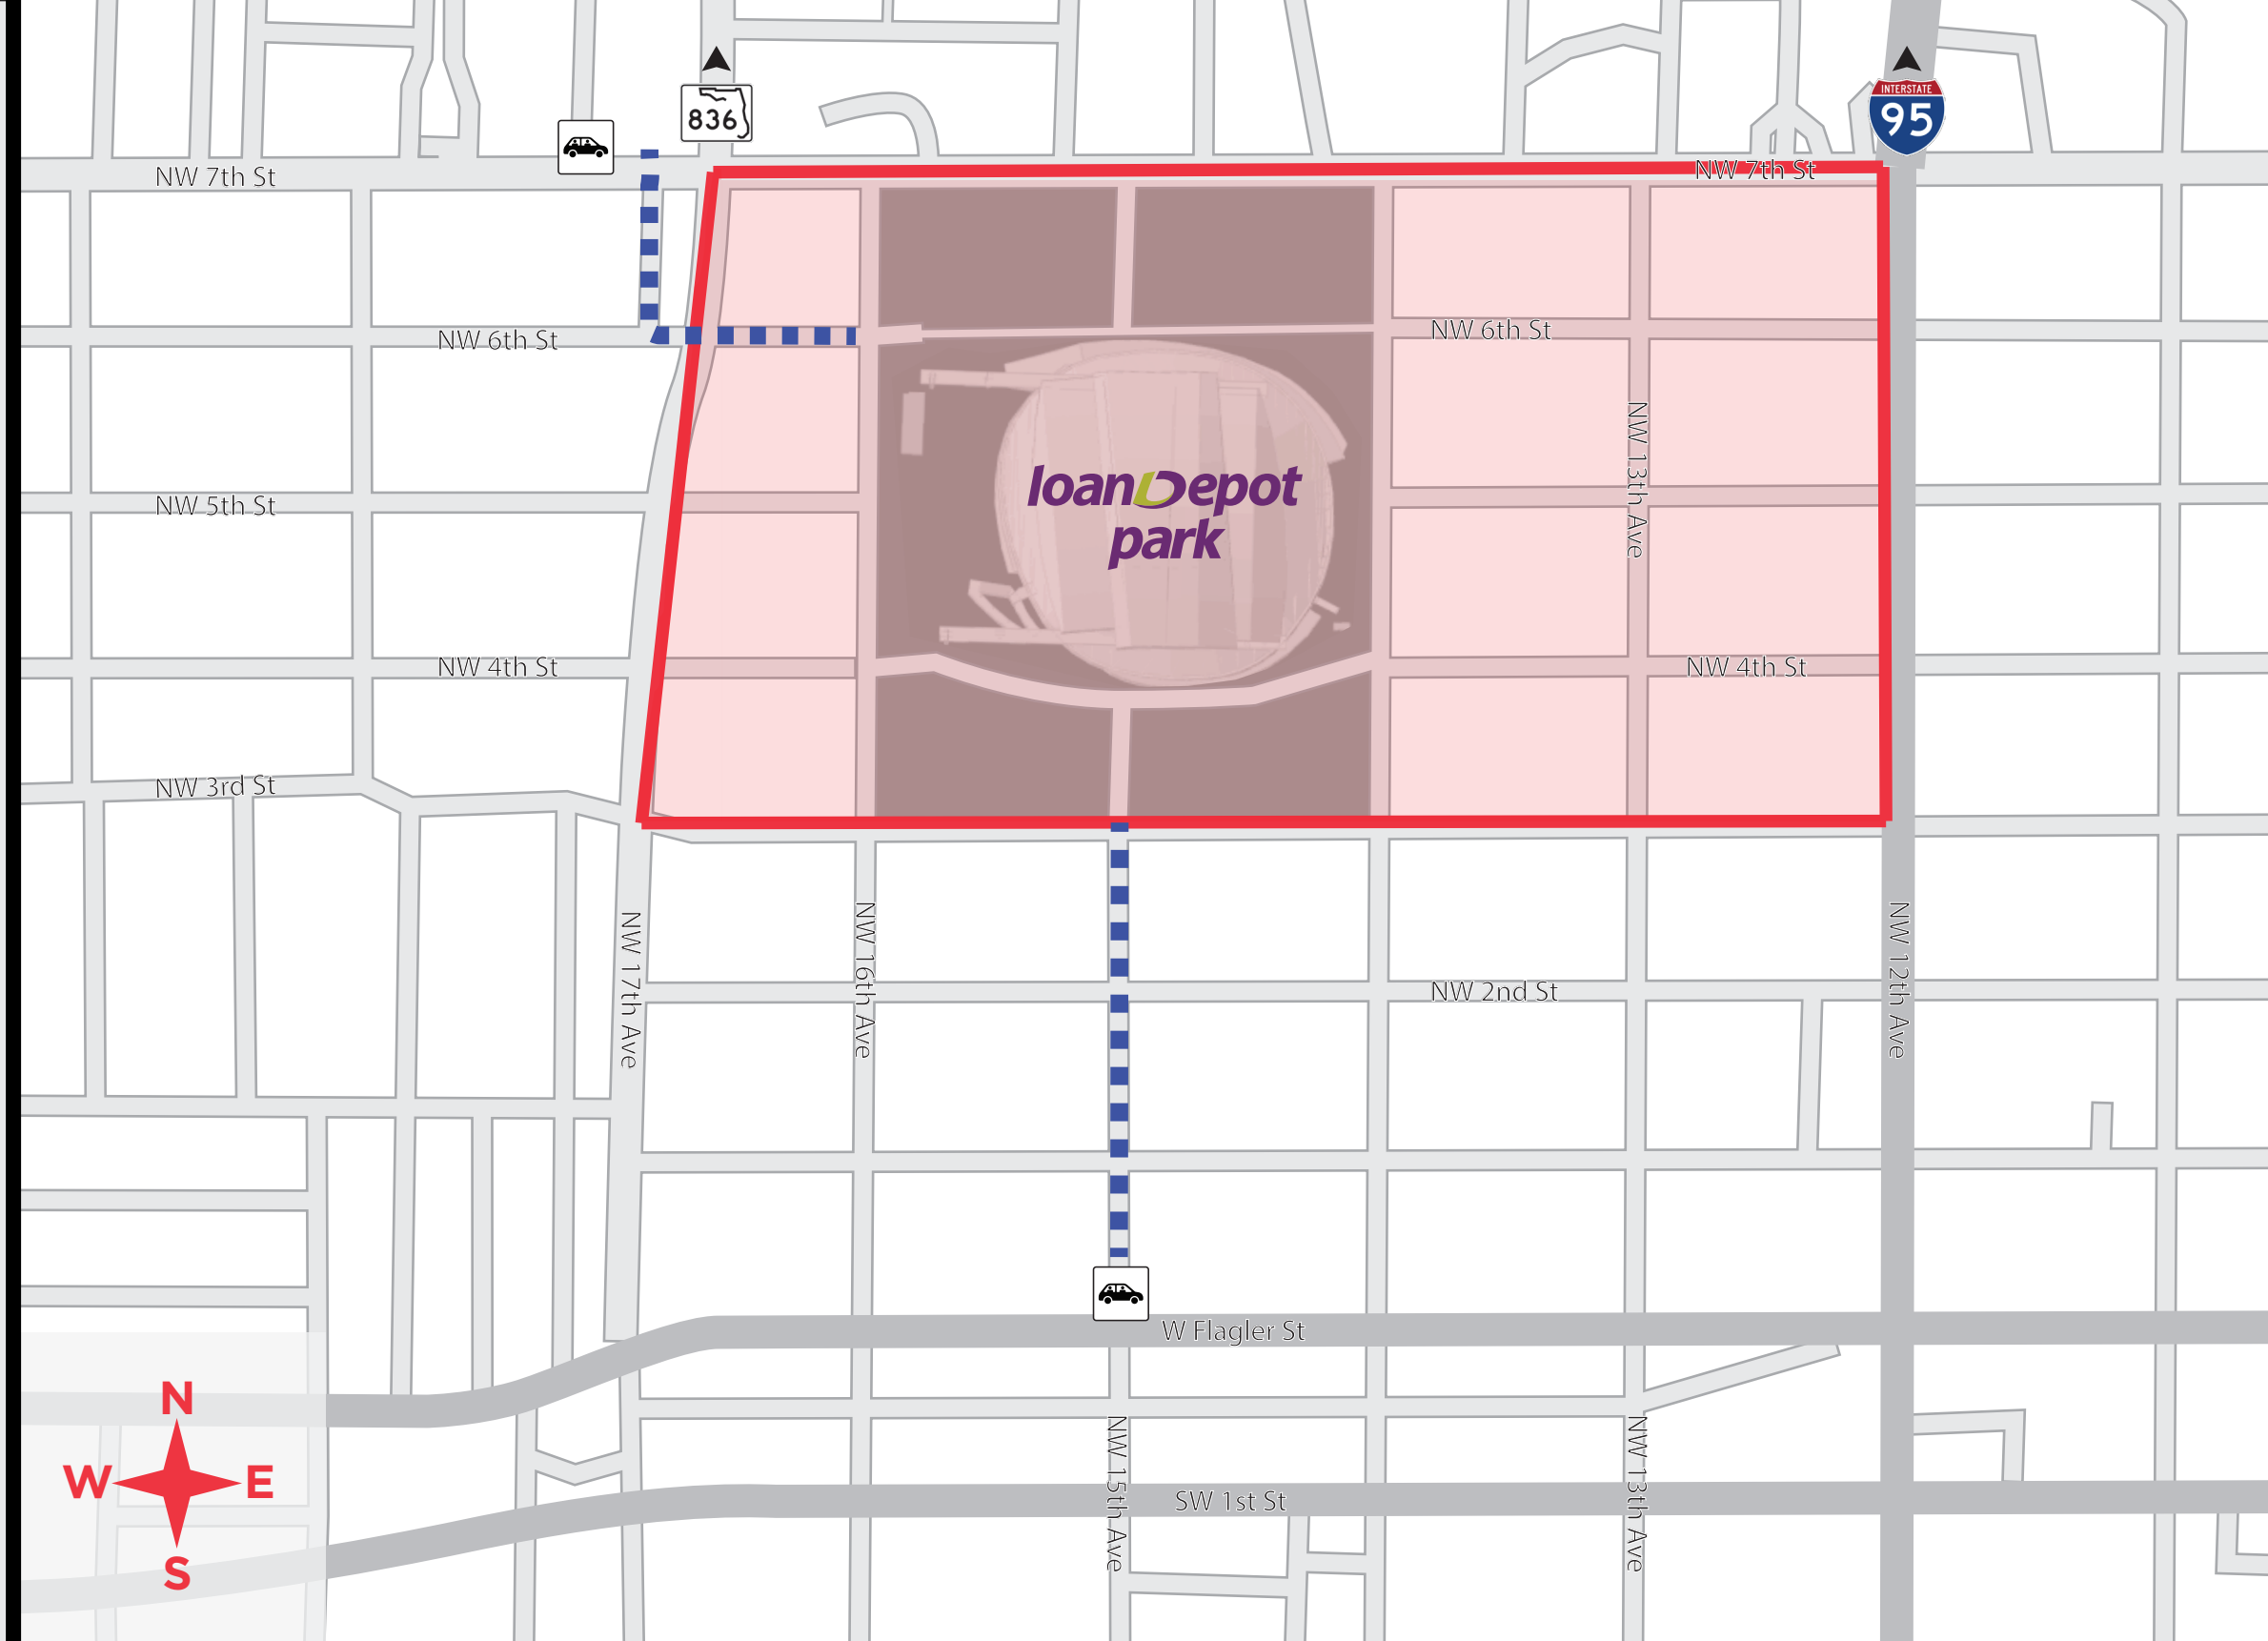 836
INTERSTATE
95
NW 7th St
NW 7th St
NW 6th St
NW 6th St
NW 13th Ave
loanDepot
park
NW 5th St
NW 4th St
NW 4th St
NW 3rd St
NW 17th Ave
NW 16th Ave
NW 12th Ave
NW 2nd St
W Flagler St
N
W
E
S
NW 15th Ave
NW 13th Ave
SW 1st St